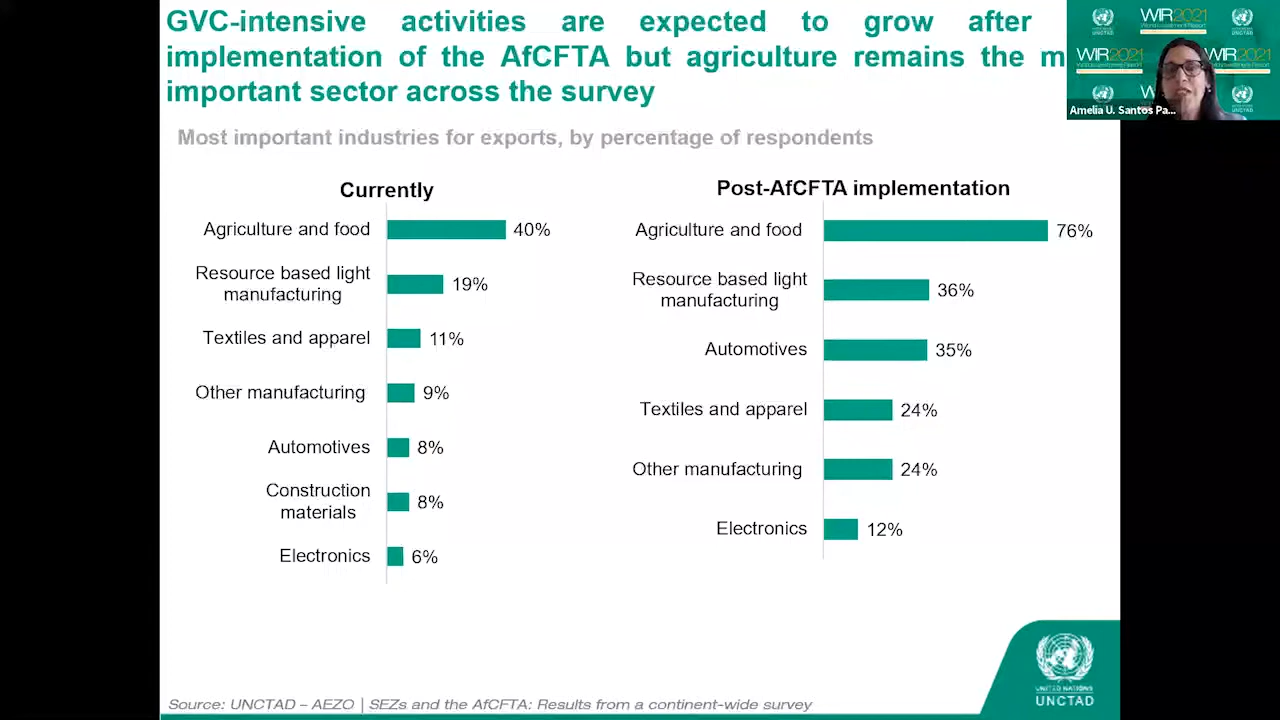 GVC-intensive activities are expected to grow after
implementation of the AfCFTA but agriculture remains the m
important sector across the survey
Most important industries for exports, by percentage of respondents
Currently
Agriculture and food 40%
Resource based light
manufacturing 19%
Textiles and apparel 11%
Other manufacturing 9%
Automotives 8%
Construction
materials 8%
Electronics 6%
Post-AfCFTA implementation
Agriculture and food 76%
Resource based light
manufacturing 36%
Automotives 35%
Textiles and apparel 24%
Other manufacturing 24%
Electronics 12%
Source: UNCTAD – AEZO | SEZs and the AfCFTA: Results from a continent-wide survey
UNITED NATIONS
UNCTAD
WIR2021
UNCTAD
UNCTAD
WIR2021
Amelia U. Santos Pa...